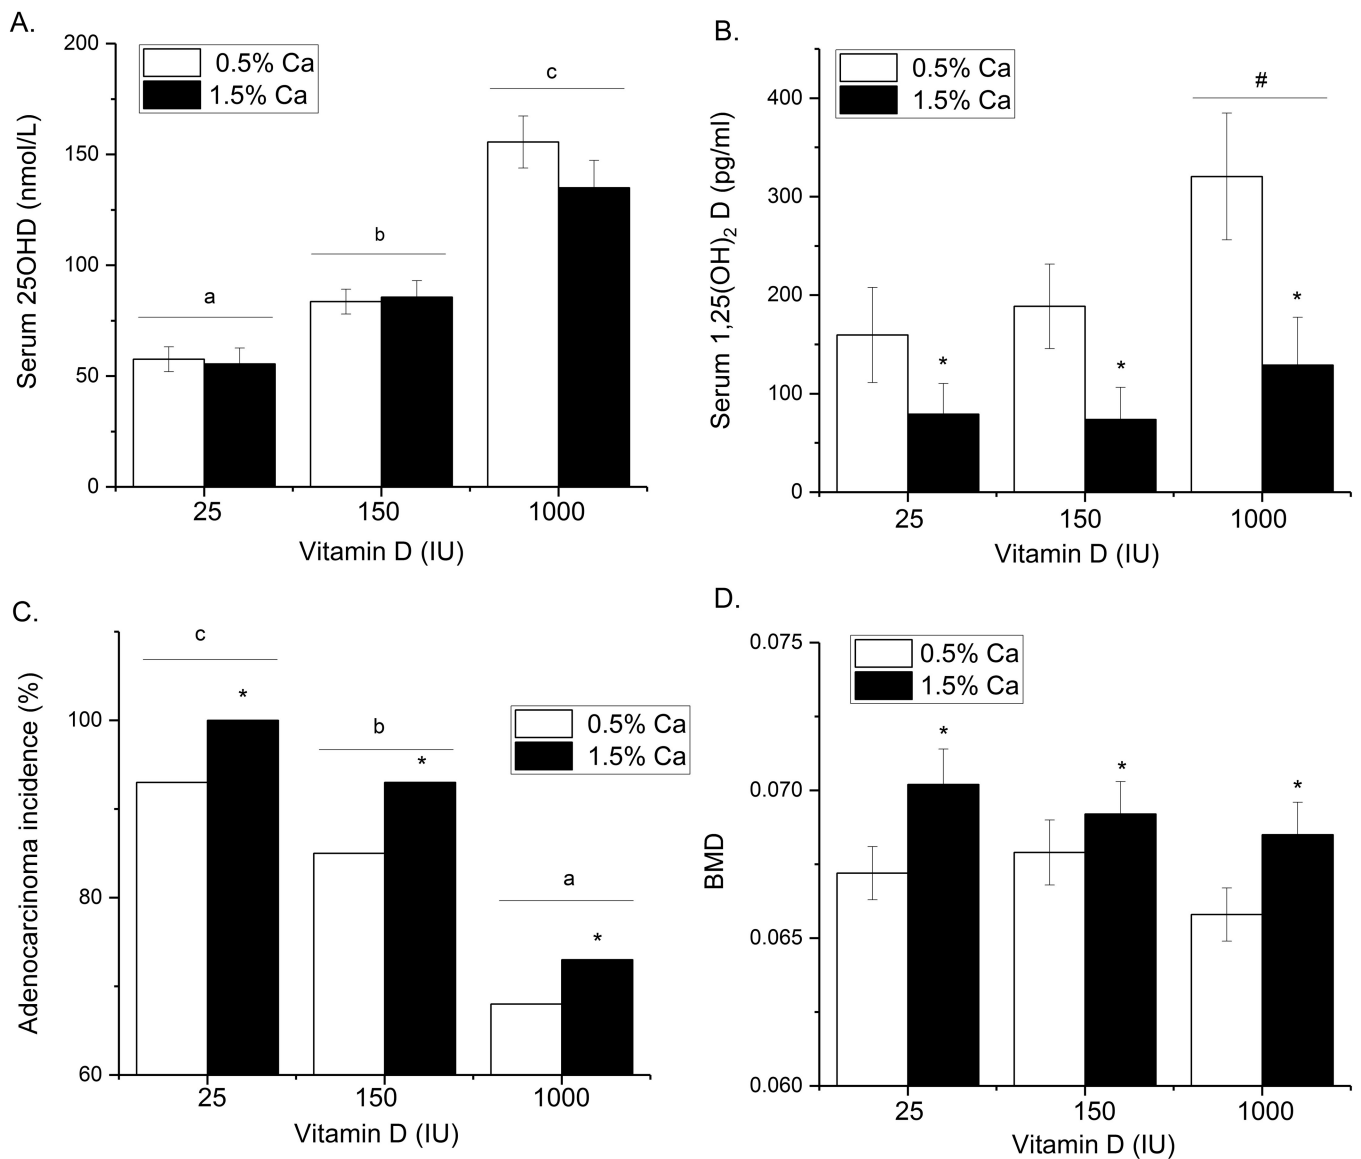 A.
200
150
100
50
0
Serum 25OHD (nmol/L)
0.5% Ca
1.5% Ca
a
b
c
25
150
1000
Vitamin D (IU)
B.
400
300
200
100
0
Serum 1,25(OH)2 D (pg/ml)
0.5% Ca
1.5% Ca
*
*
*
#
25
150
1000
Vitamin D (IU)
C.
100
80
60
Adenocarcinoma incidence (%)
c
*
b
*
a
*
0.5% Ca
1.5% Ca
25
150
1000
Vitamin D (IU)
D.
0.075
0.070
0.065
0.060
BMD
0.5% Ca
1.5% Ca
*
*
*
25
150
1000
Vitamin D (IU)